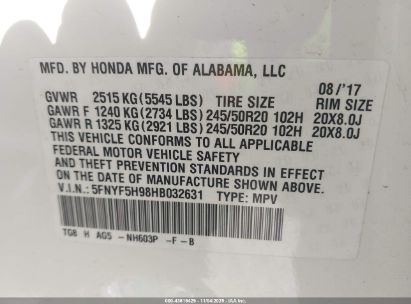 MFD. BY HONDA MFG. OF ALABAMA, LLC
08 /'17
GVWR 2515 KG (5545 LBS) TIRE SIZE RIM SIZE
GAWR F 1240 KG (2734 LBS) 245/50R20 102H 20X8.0J
GAWR R 1325 KG (2921 LBS) 245/50R20 102H 20X8.0J
THIS VEHICLE CONFORMS TO ALL APPLICABLE
FEDERAL MOTOR VEHICLE SAFETY
AND THEFT PREVENTION STANDARDS IN EFFECT
ON THE DATE OF MANUFACTURE SHOWN ABOVE.
V.I.N.: 5FNYF5H98HB032631 TYPE: MPV
TG8 H AG5 -NH603P -F -B